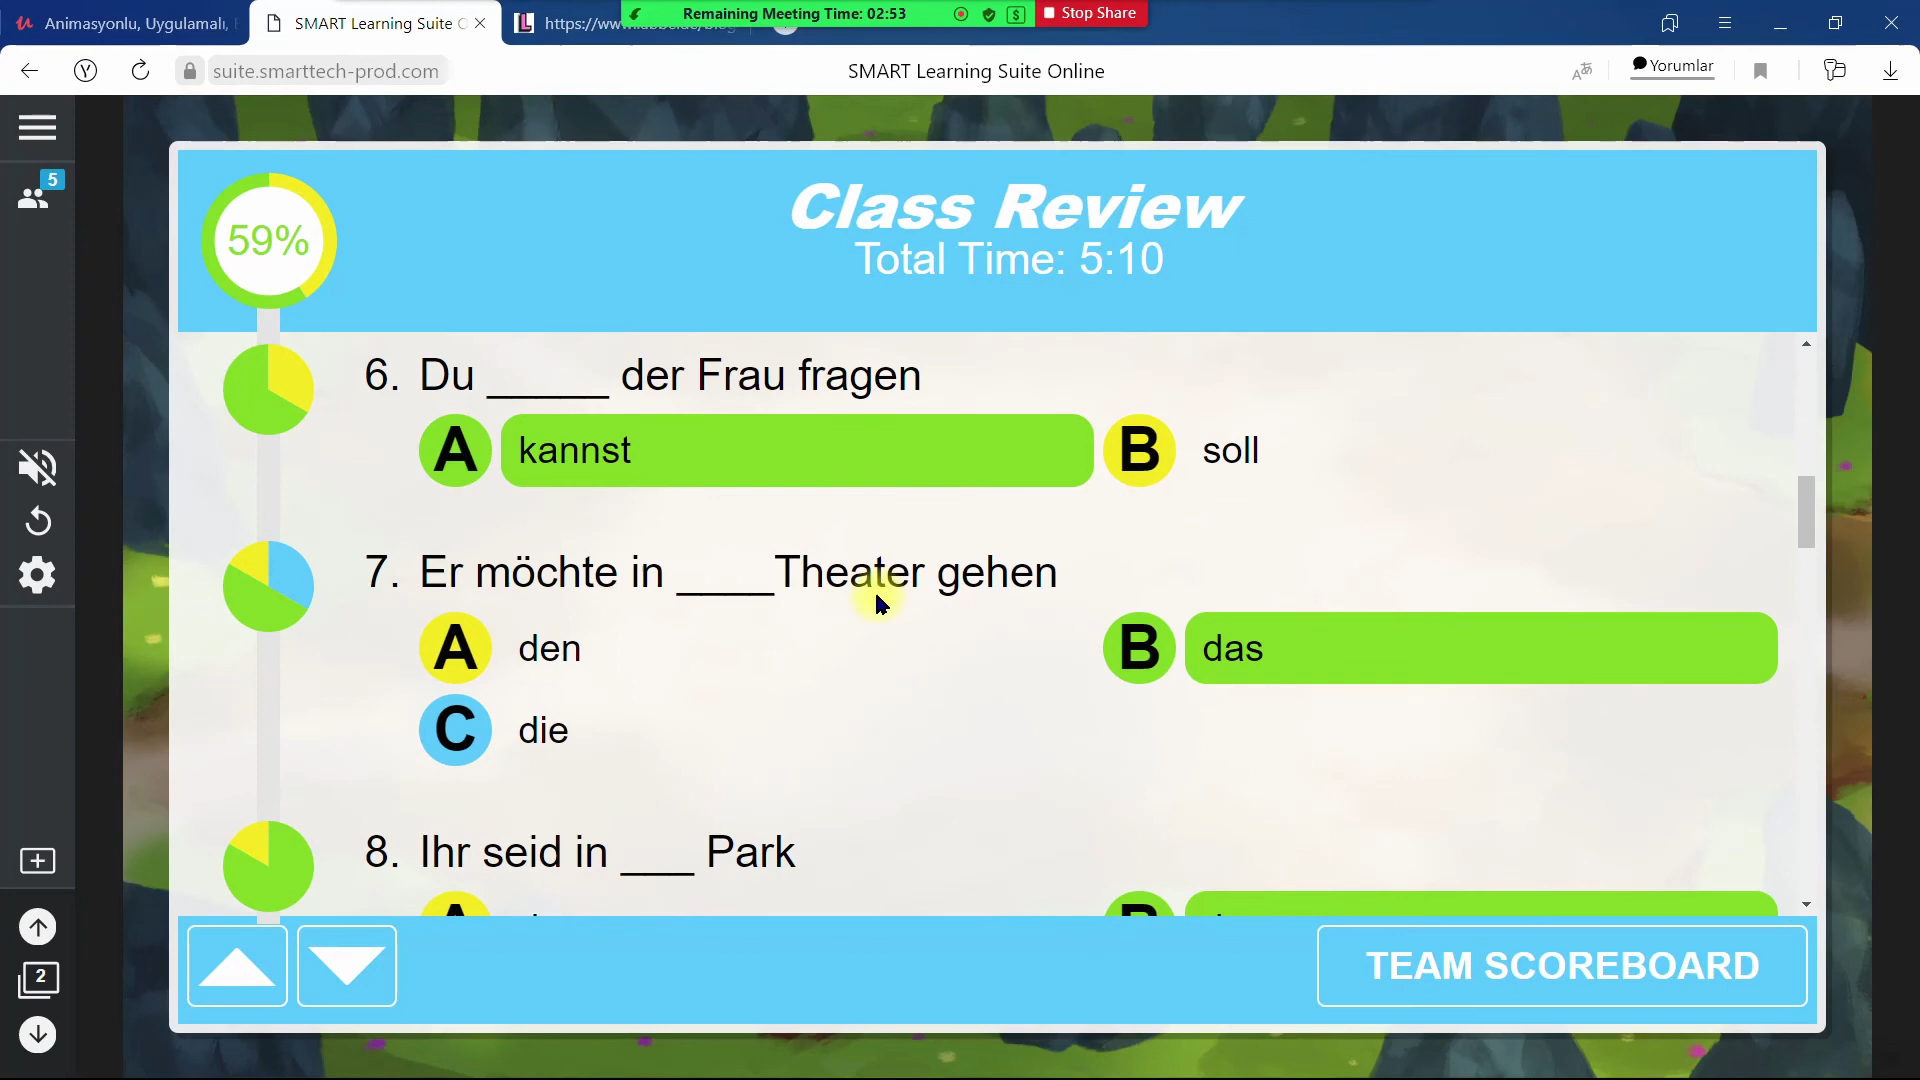 Animasyonlu, Uygulamalı,
SMART Learning Suite O
Remaining Meeting Time: 02:53
Stop Share
suite.smarttech-prod.com
SMART Learning Suite Online
Yorumlar
5
59%
Class Review
Total Time: 5:10
6. Du _____ der Frau fragen
A kannst
B soll
7. Er möchte in ____Theater gehen
A den
B das
C die
8. Ihr seid in ___ Park
A
B
2
TEAM SCOREBOARD